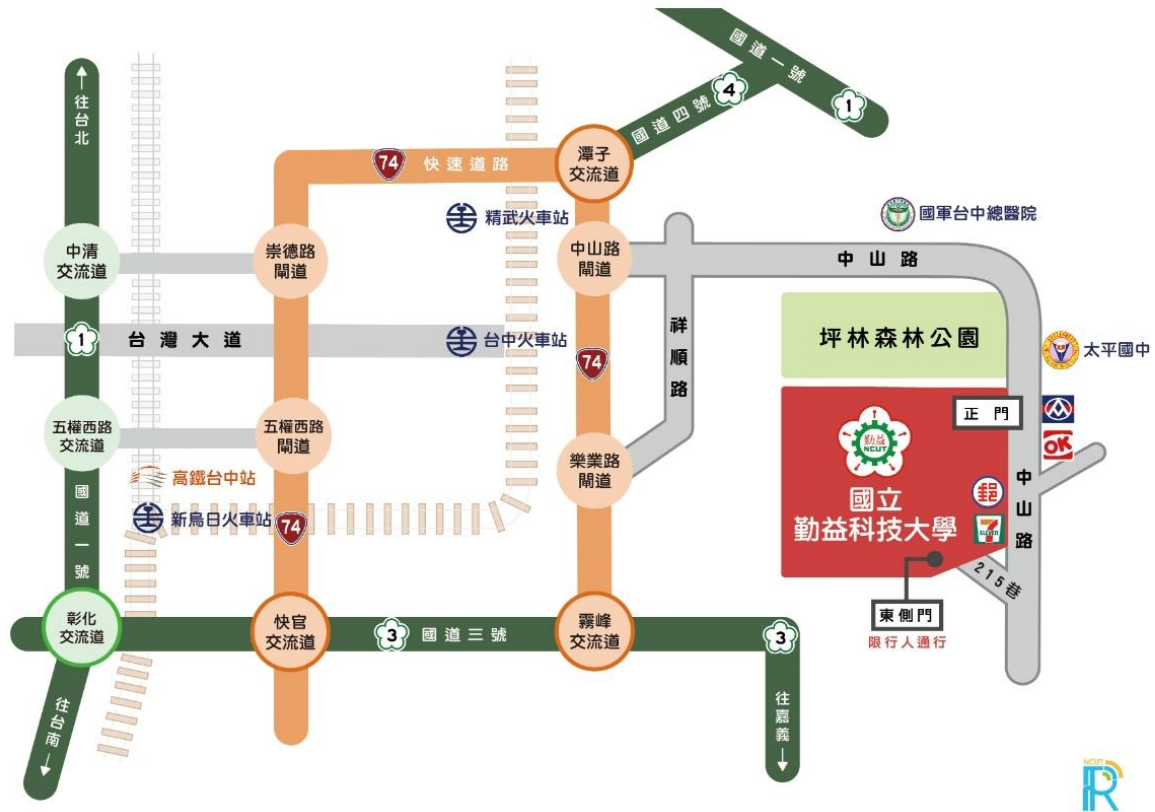 國道一號
1
4
國道四號
往台北
74
快速道路
潭子
交流道
精武火車站
國軍台中總醫院
中清
交流道
崇德路
閘道
中山路
閘道
中山路
祥順路
1
台灣大道
台中火車站
74
坪林森林公園
太平國中
正門
OK
五權西路
交流道
五權西路
閘道
樂業路
閘道
勤益
NCUT
國立
勤益科技大學
郵
7
ELEVEN
中山路
高鐵台中站
新烏日火車站
74
國道一號
215巷
東側門
限行人通行
彰化
交流道
快官
交流道
3
國道三號
霧峰
交流道
3
往台南
往嘉義
NCUT
R